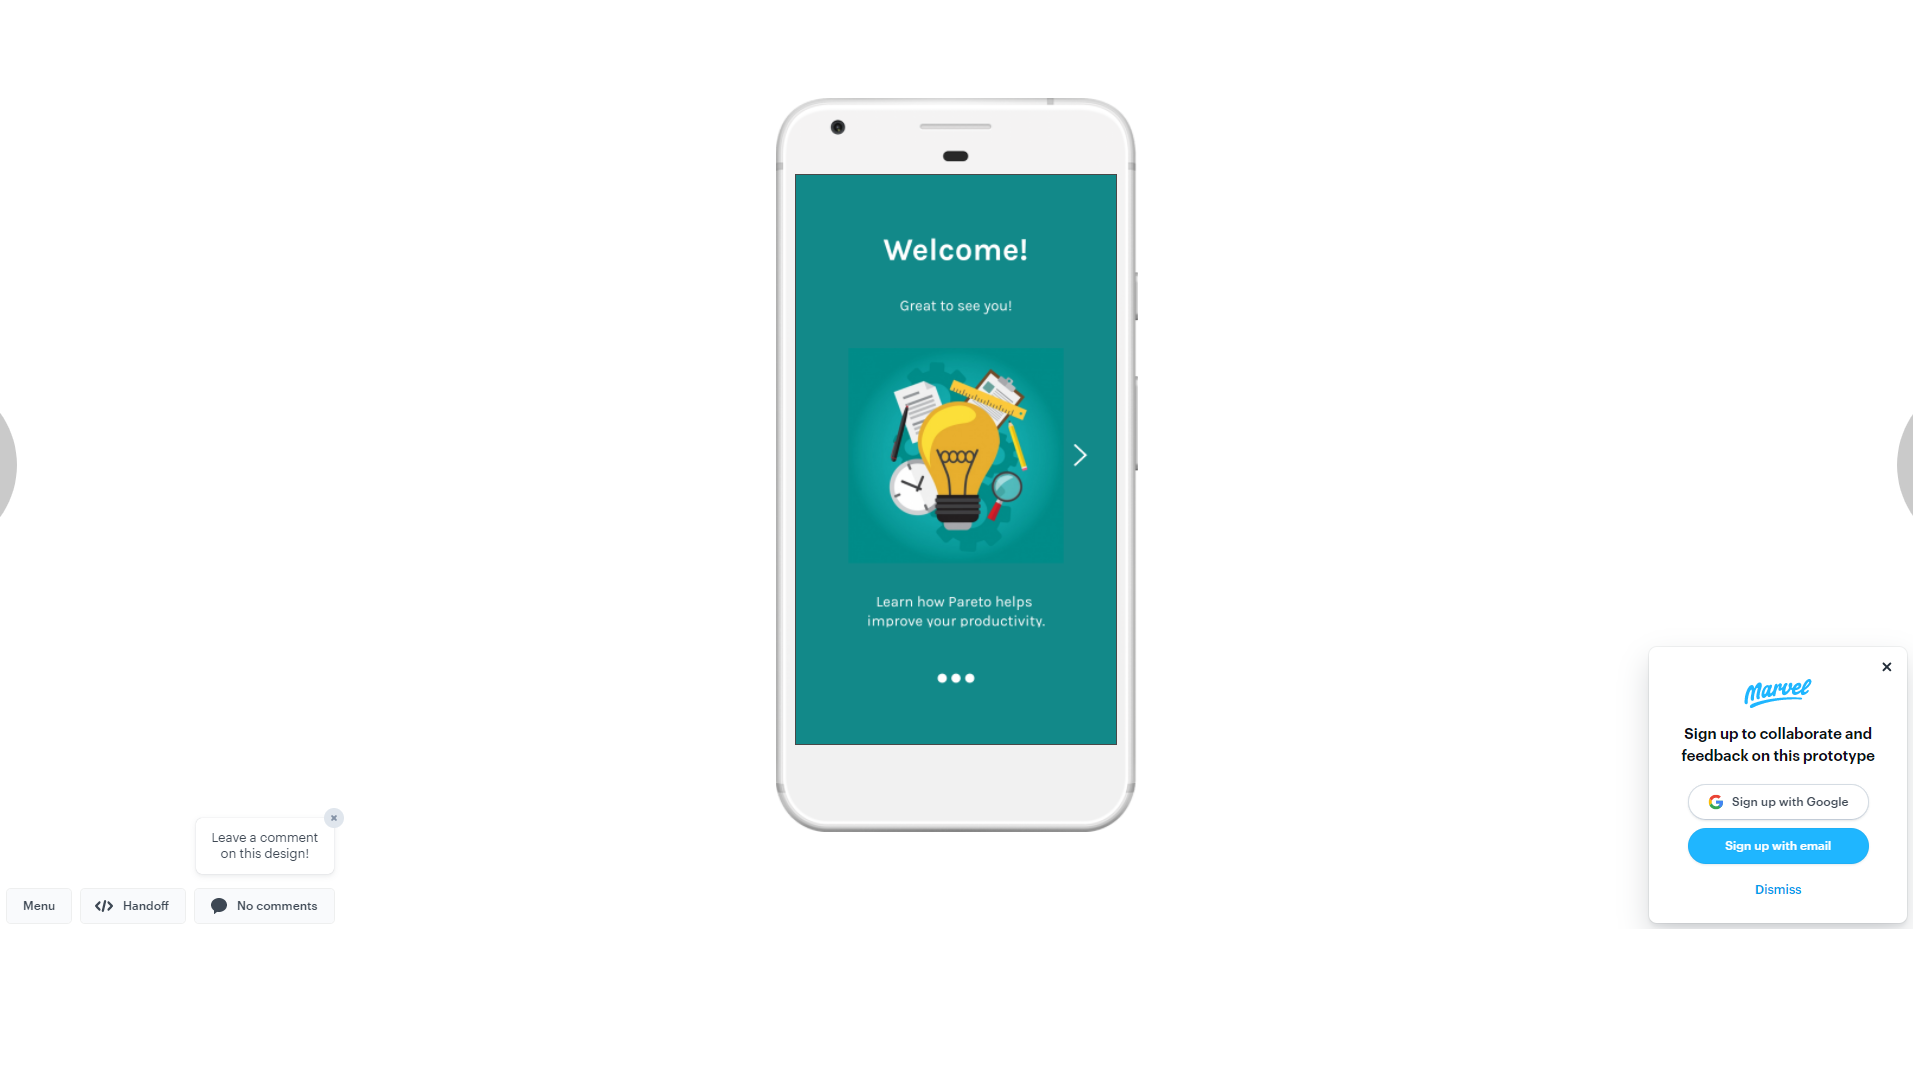 Welcome!
Great to see you!
Learn how Pareto helps
improve your productivity.
Leave a comment
on this design!
Menu
Handoff
No comments
Marvel
Sign up to collaborate and
feedback on this prototype
Sign up with Google
Sign up with email
Dismiss